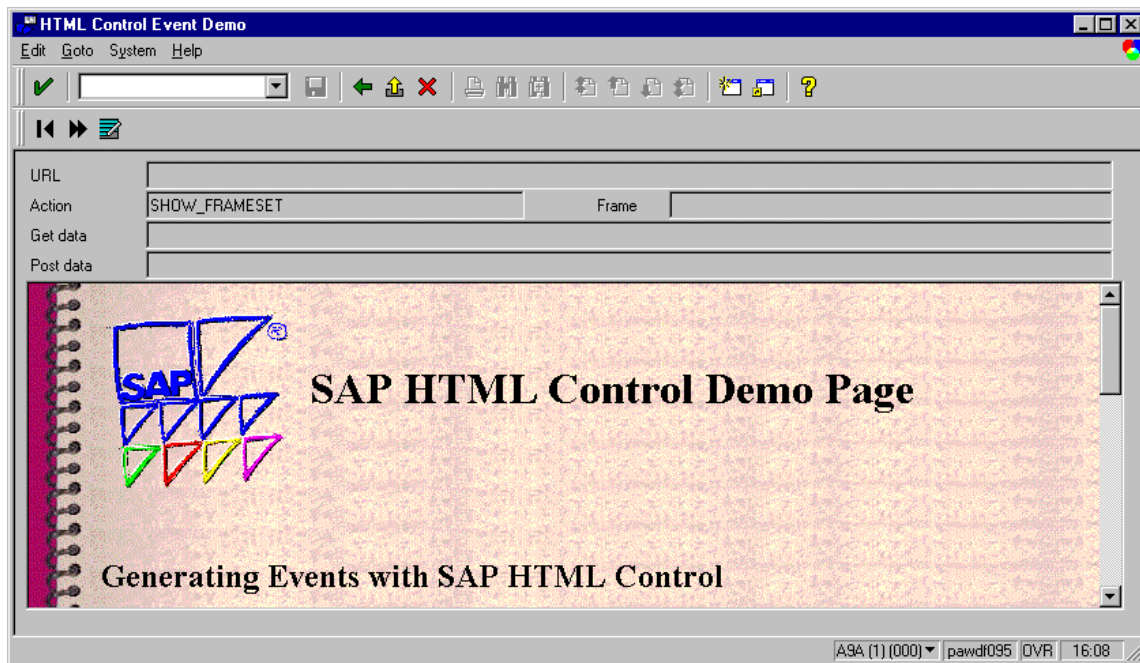 HTML Control Event Demo
Edit Goto System Help
URL
Action SHOW_FRAMESET Frame
Get data
Post data
SAP ®
SAP HTML Control Demo Page
Generating Events with SAP HTML Control
A9A (1) (000) pawdf095 OVR 16:08